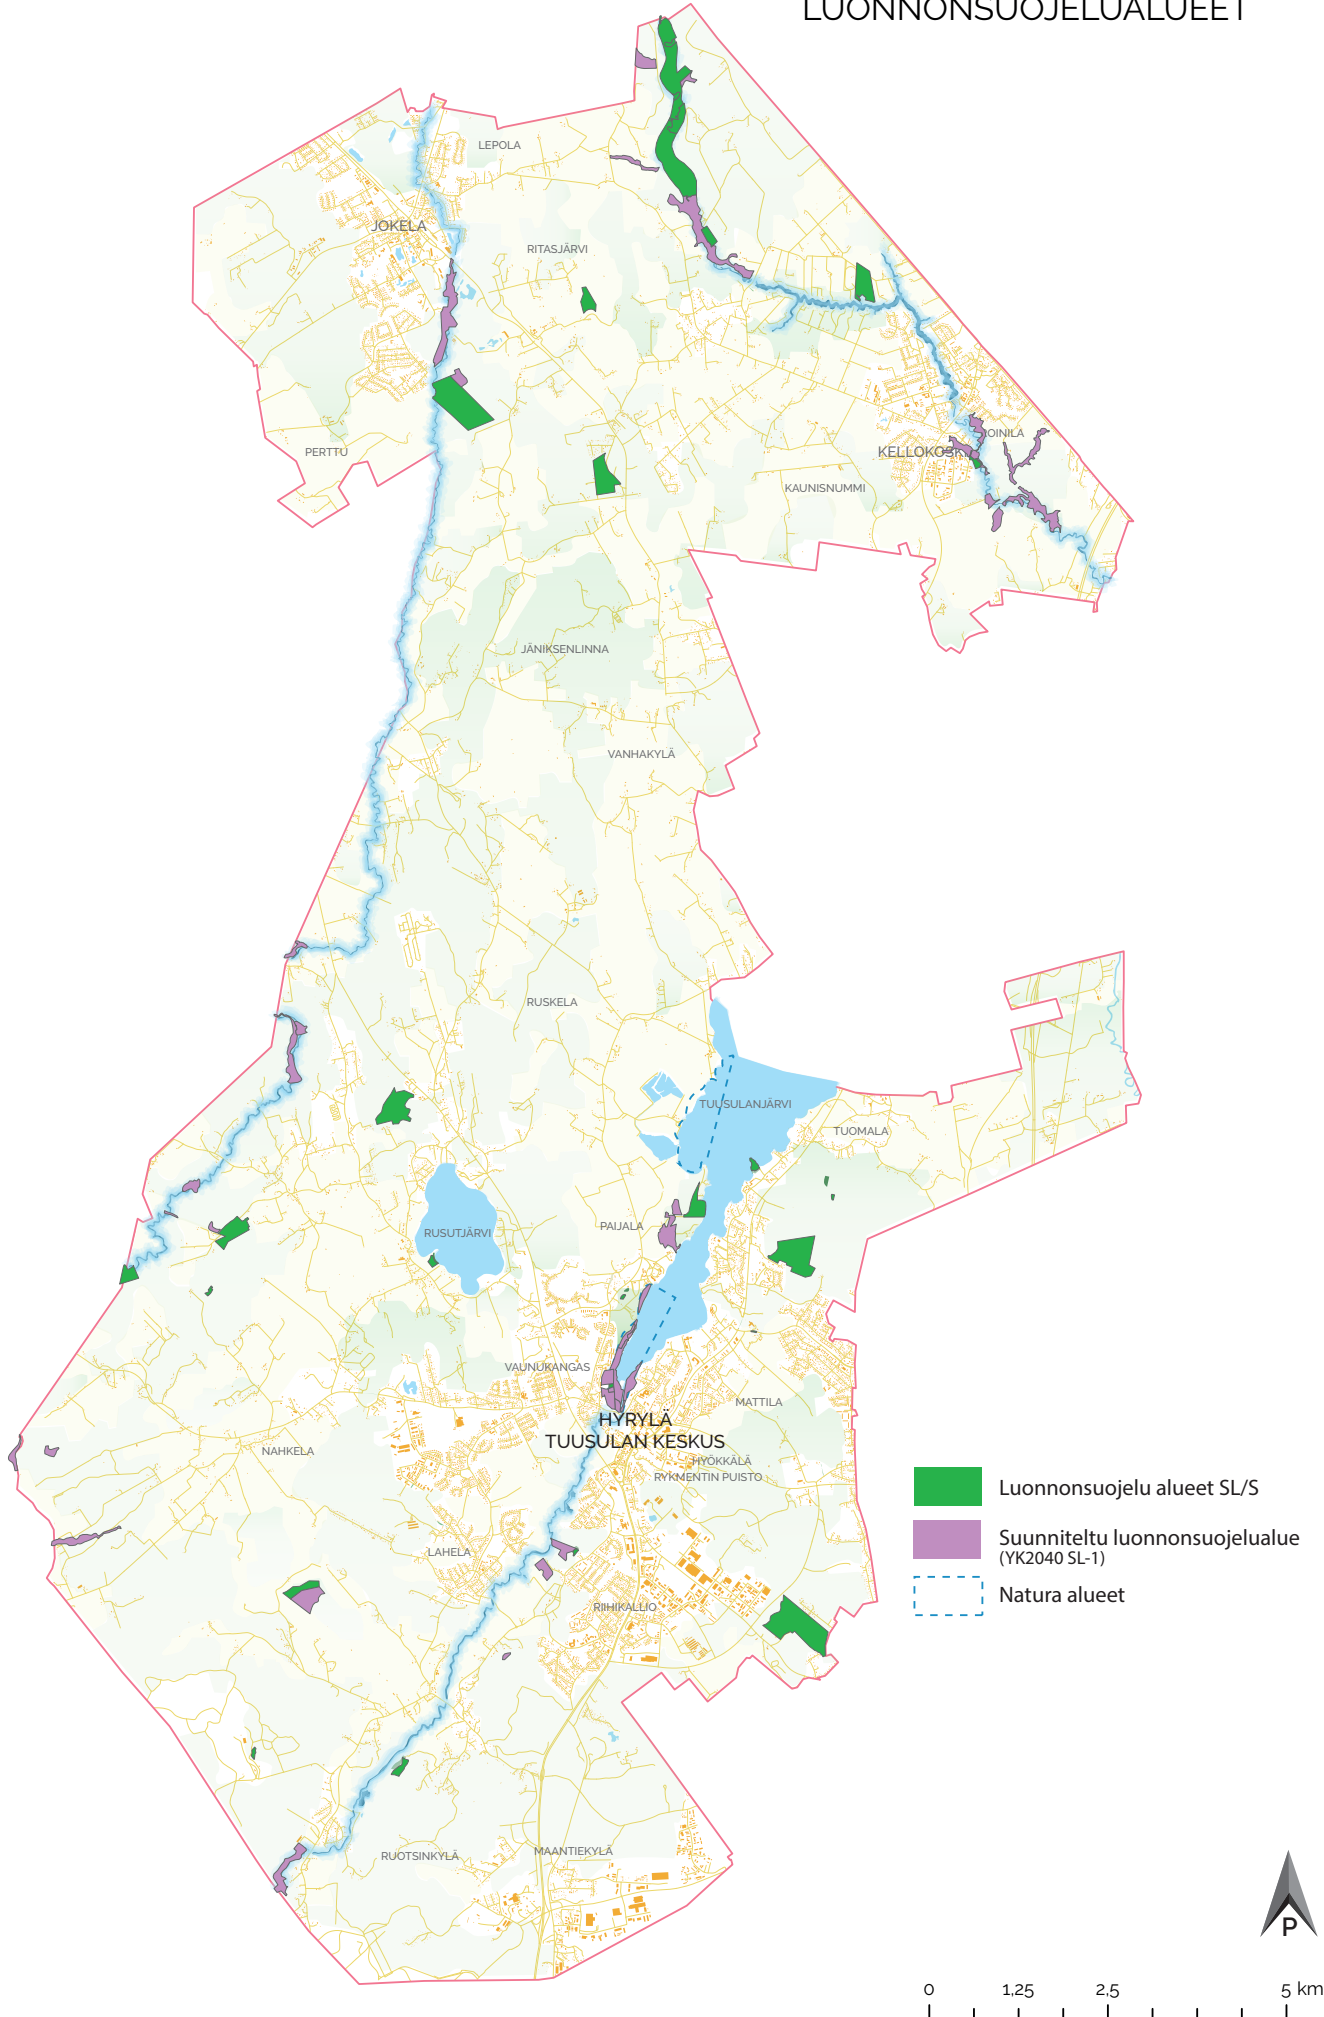 LUONNONSUOJELUALUEET
LEPOLA
JOKELA
RITASJÄRVI
PERTTU
ROINILA
KELLOKOSKI
KAUNISNUMMI
JÄNIKSENLINNA
VANHAKYLÄ
RUSKELA
TUUSULANJÄRVI
TUOMALA
PAIJALA
RUSUTJÄRVI
VAUNUKANGAS
MATTILA
HYRYLÄ
TUUSULAN KESKUS
NAHKELA
HYÖKKÄLÄ
RYKMENTIN PUISTO
LAHELA
RIIHIKALLIO
RUOTSINKYLÄ
MAANTIEKYLÄ
Luonnonsuojelu alueet SL/S
Suunniteltu luonnonsuojelualue
(YK2040 SL-1)
Natura alueet
P
0 1,25 2,5 5 km